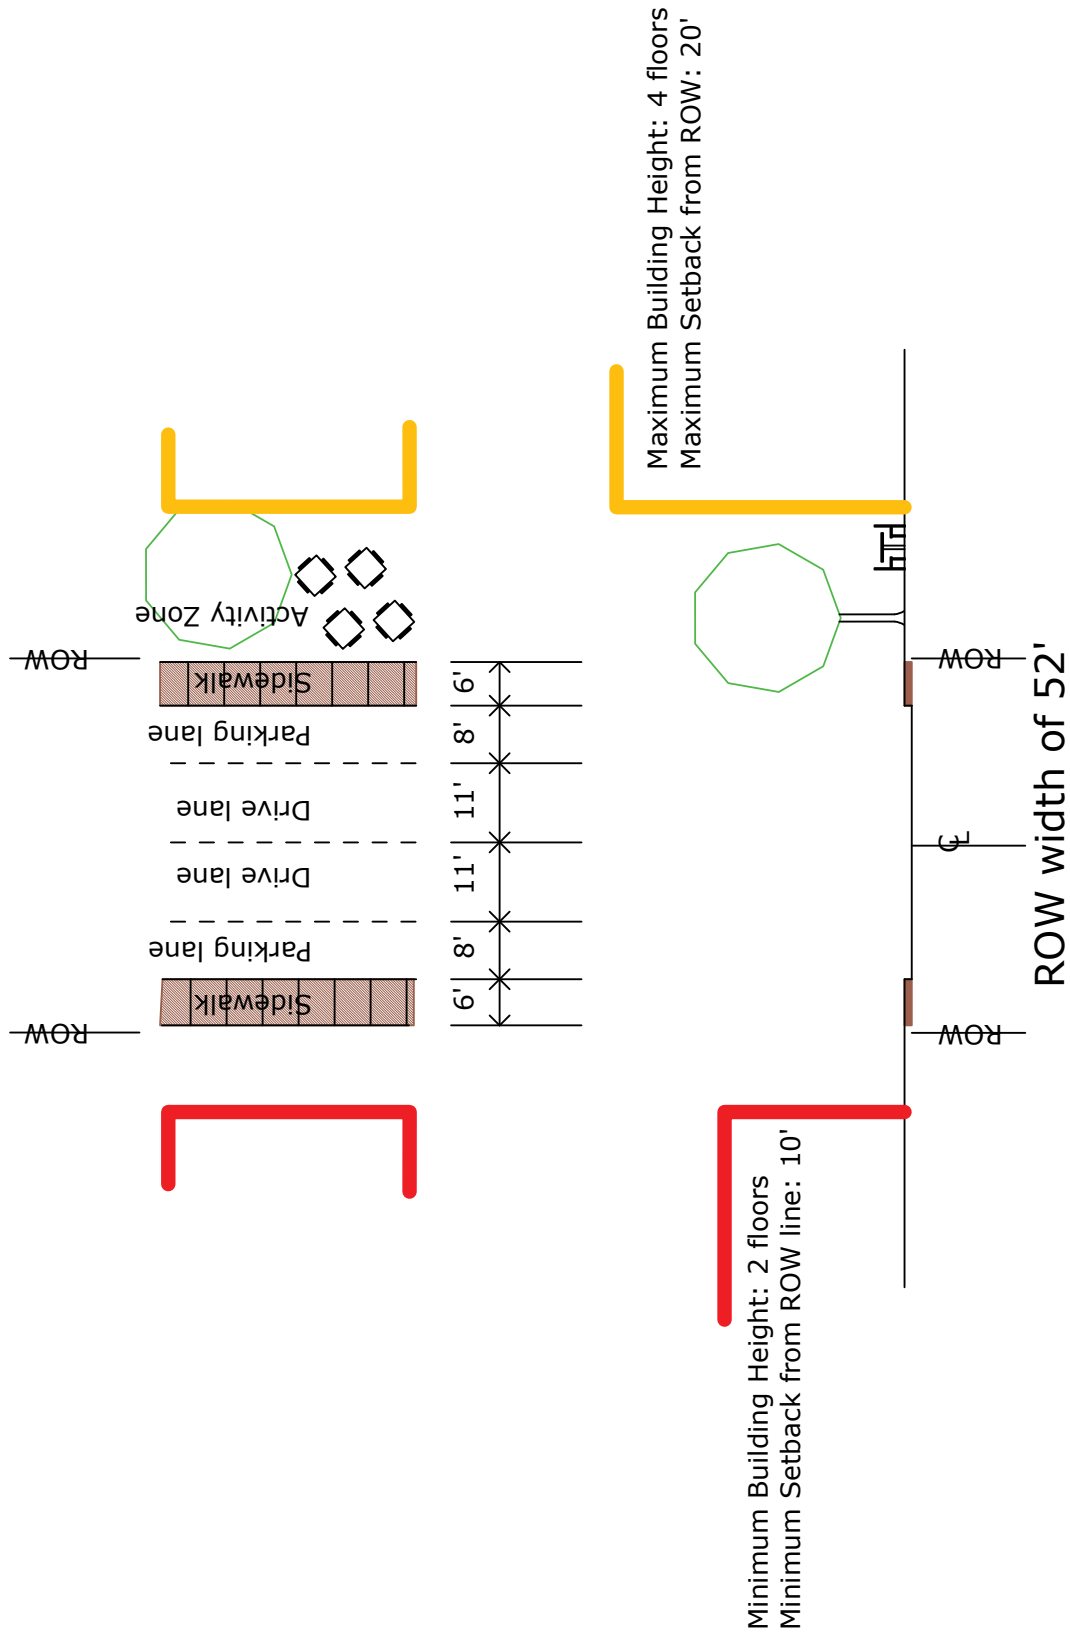 Maximum Building Height: 4 floors
Maximum Setback from ROW: 20'
Activity Zone
ROW
ROW
Sidewalk
Parking lane
Drive lane
Drive lane
Parking lane
Sidewalk
ROW
ROW
6'
8'
11'
11'
8'
6'
CL
ROW width of 52'
Minimum Building Height: 2 floors
Minimum Setback from ROW line: 10'